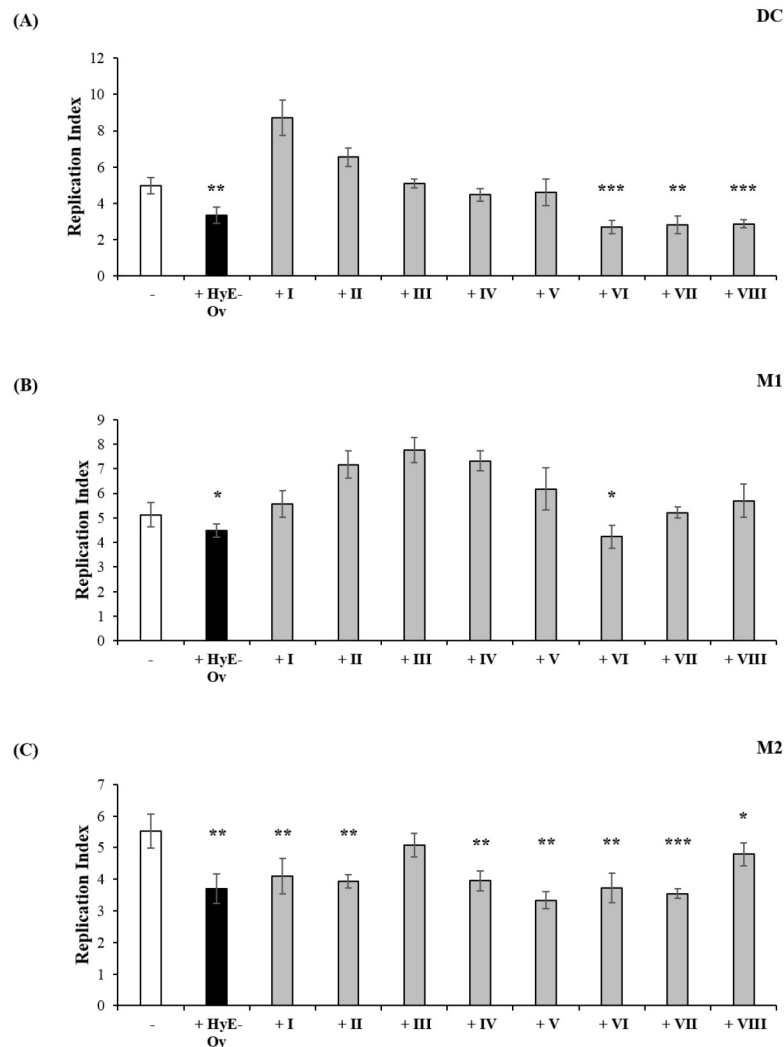 (A)
DC
Replication Index
12
10
8
6
4
2
0
** *** ** ***
- + HyE- + I + II + III + IV + V + VI + VII + VIII
Ov
(B)
M1
Replication Index
9
8
7
6
5
4
3
2
1
0
* *
- + HyE- + I + II + III + IV + V + VI + VII + VIII
Ov
(C)
M2
Replication Index
7
6
5
4
3
2
1
0
** ** ** ** ** ** *** *
- + HyE- + I + II + III + IV + V + VI + VII + VIII
Ov